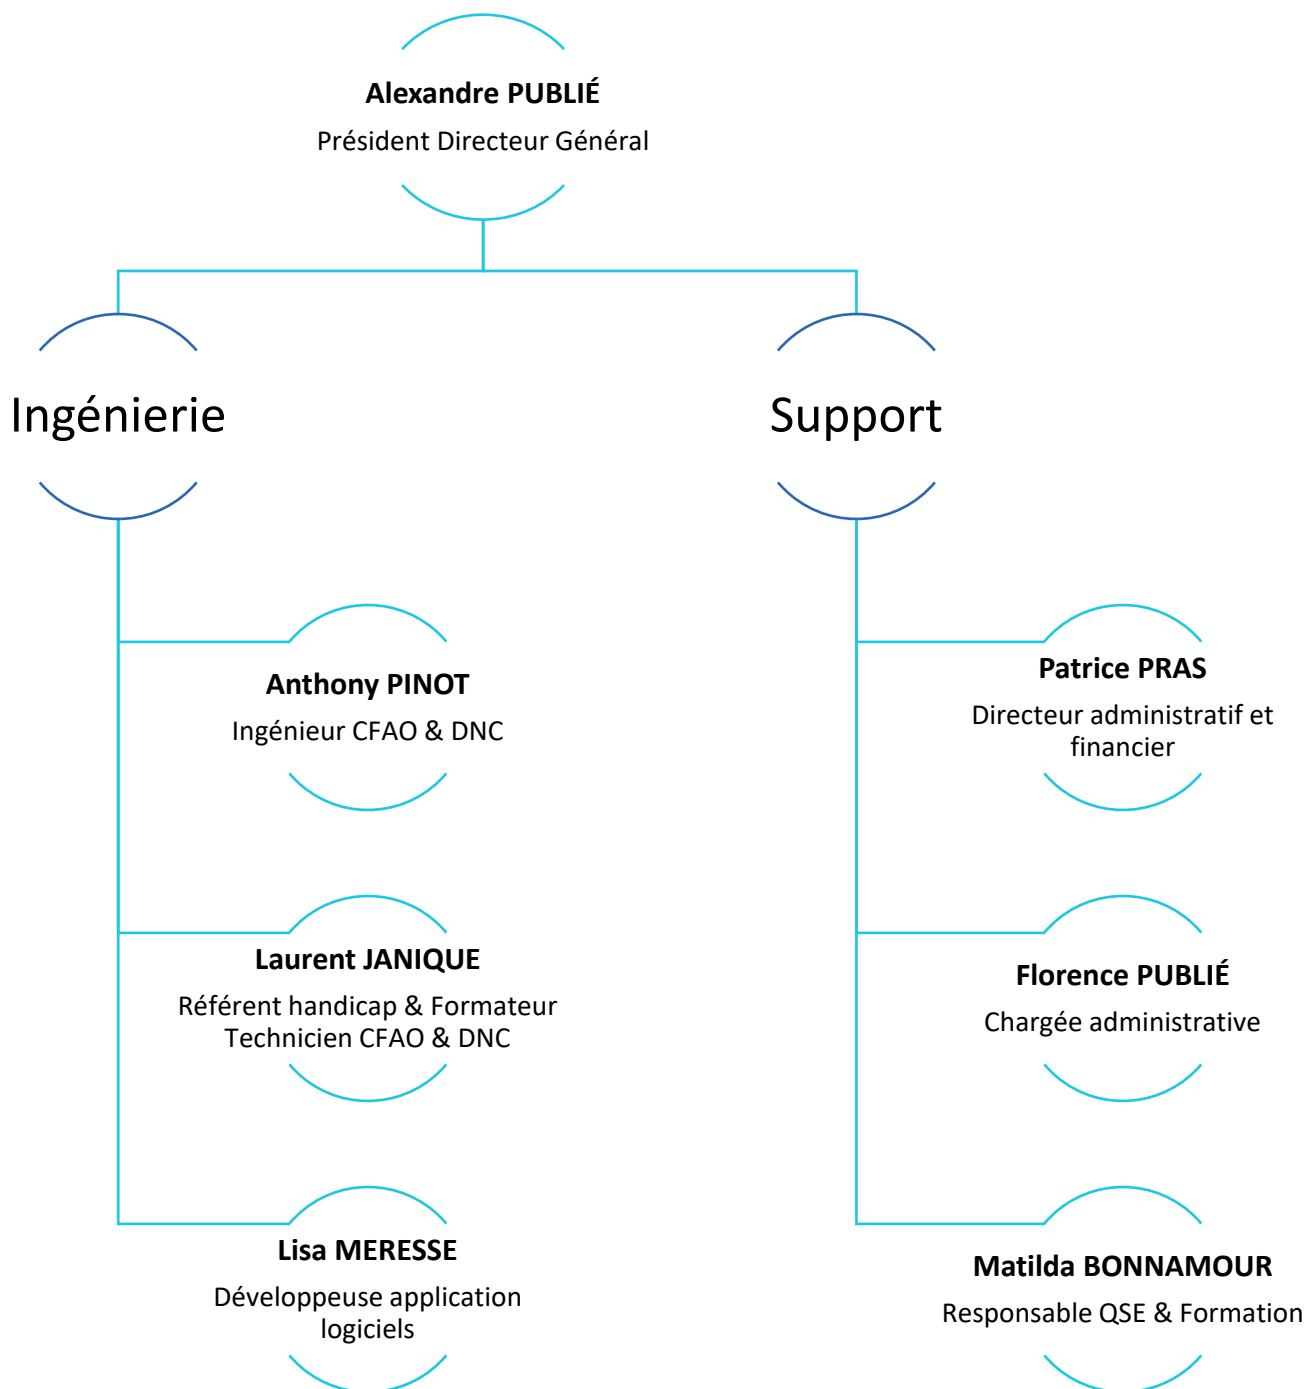 Alexandre PUBLIÉ
Président Directeur Général
Ingénierie
Support
Anthony PINOT
Ingénieur CFAO & DNC
Patrice PRAS
Directeur administratif et
financier
Laurent JANIQUE
Référent handicap & Formateur
Technicien CFAO & DNC
Florence PUBLIÉ
Chargée administrative
Lisa MERESSE
Développeuse application
logiciels
Matilda BONNAMOUR
Responsable QSE & Formation